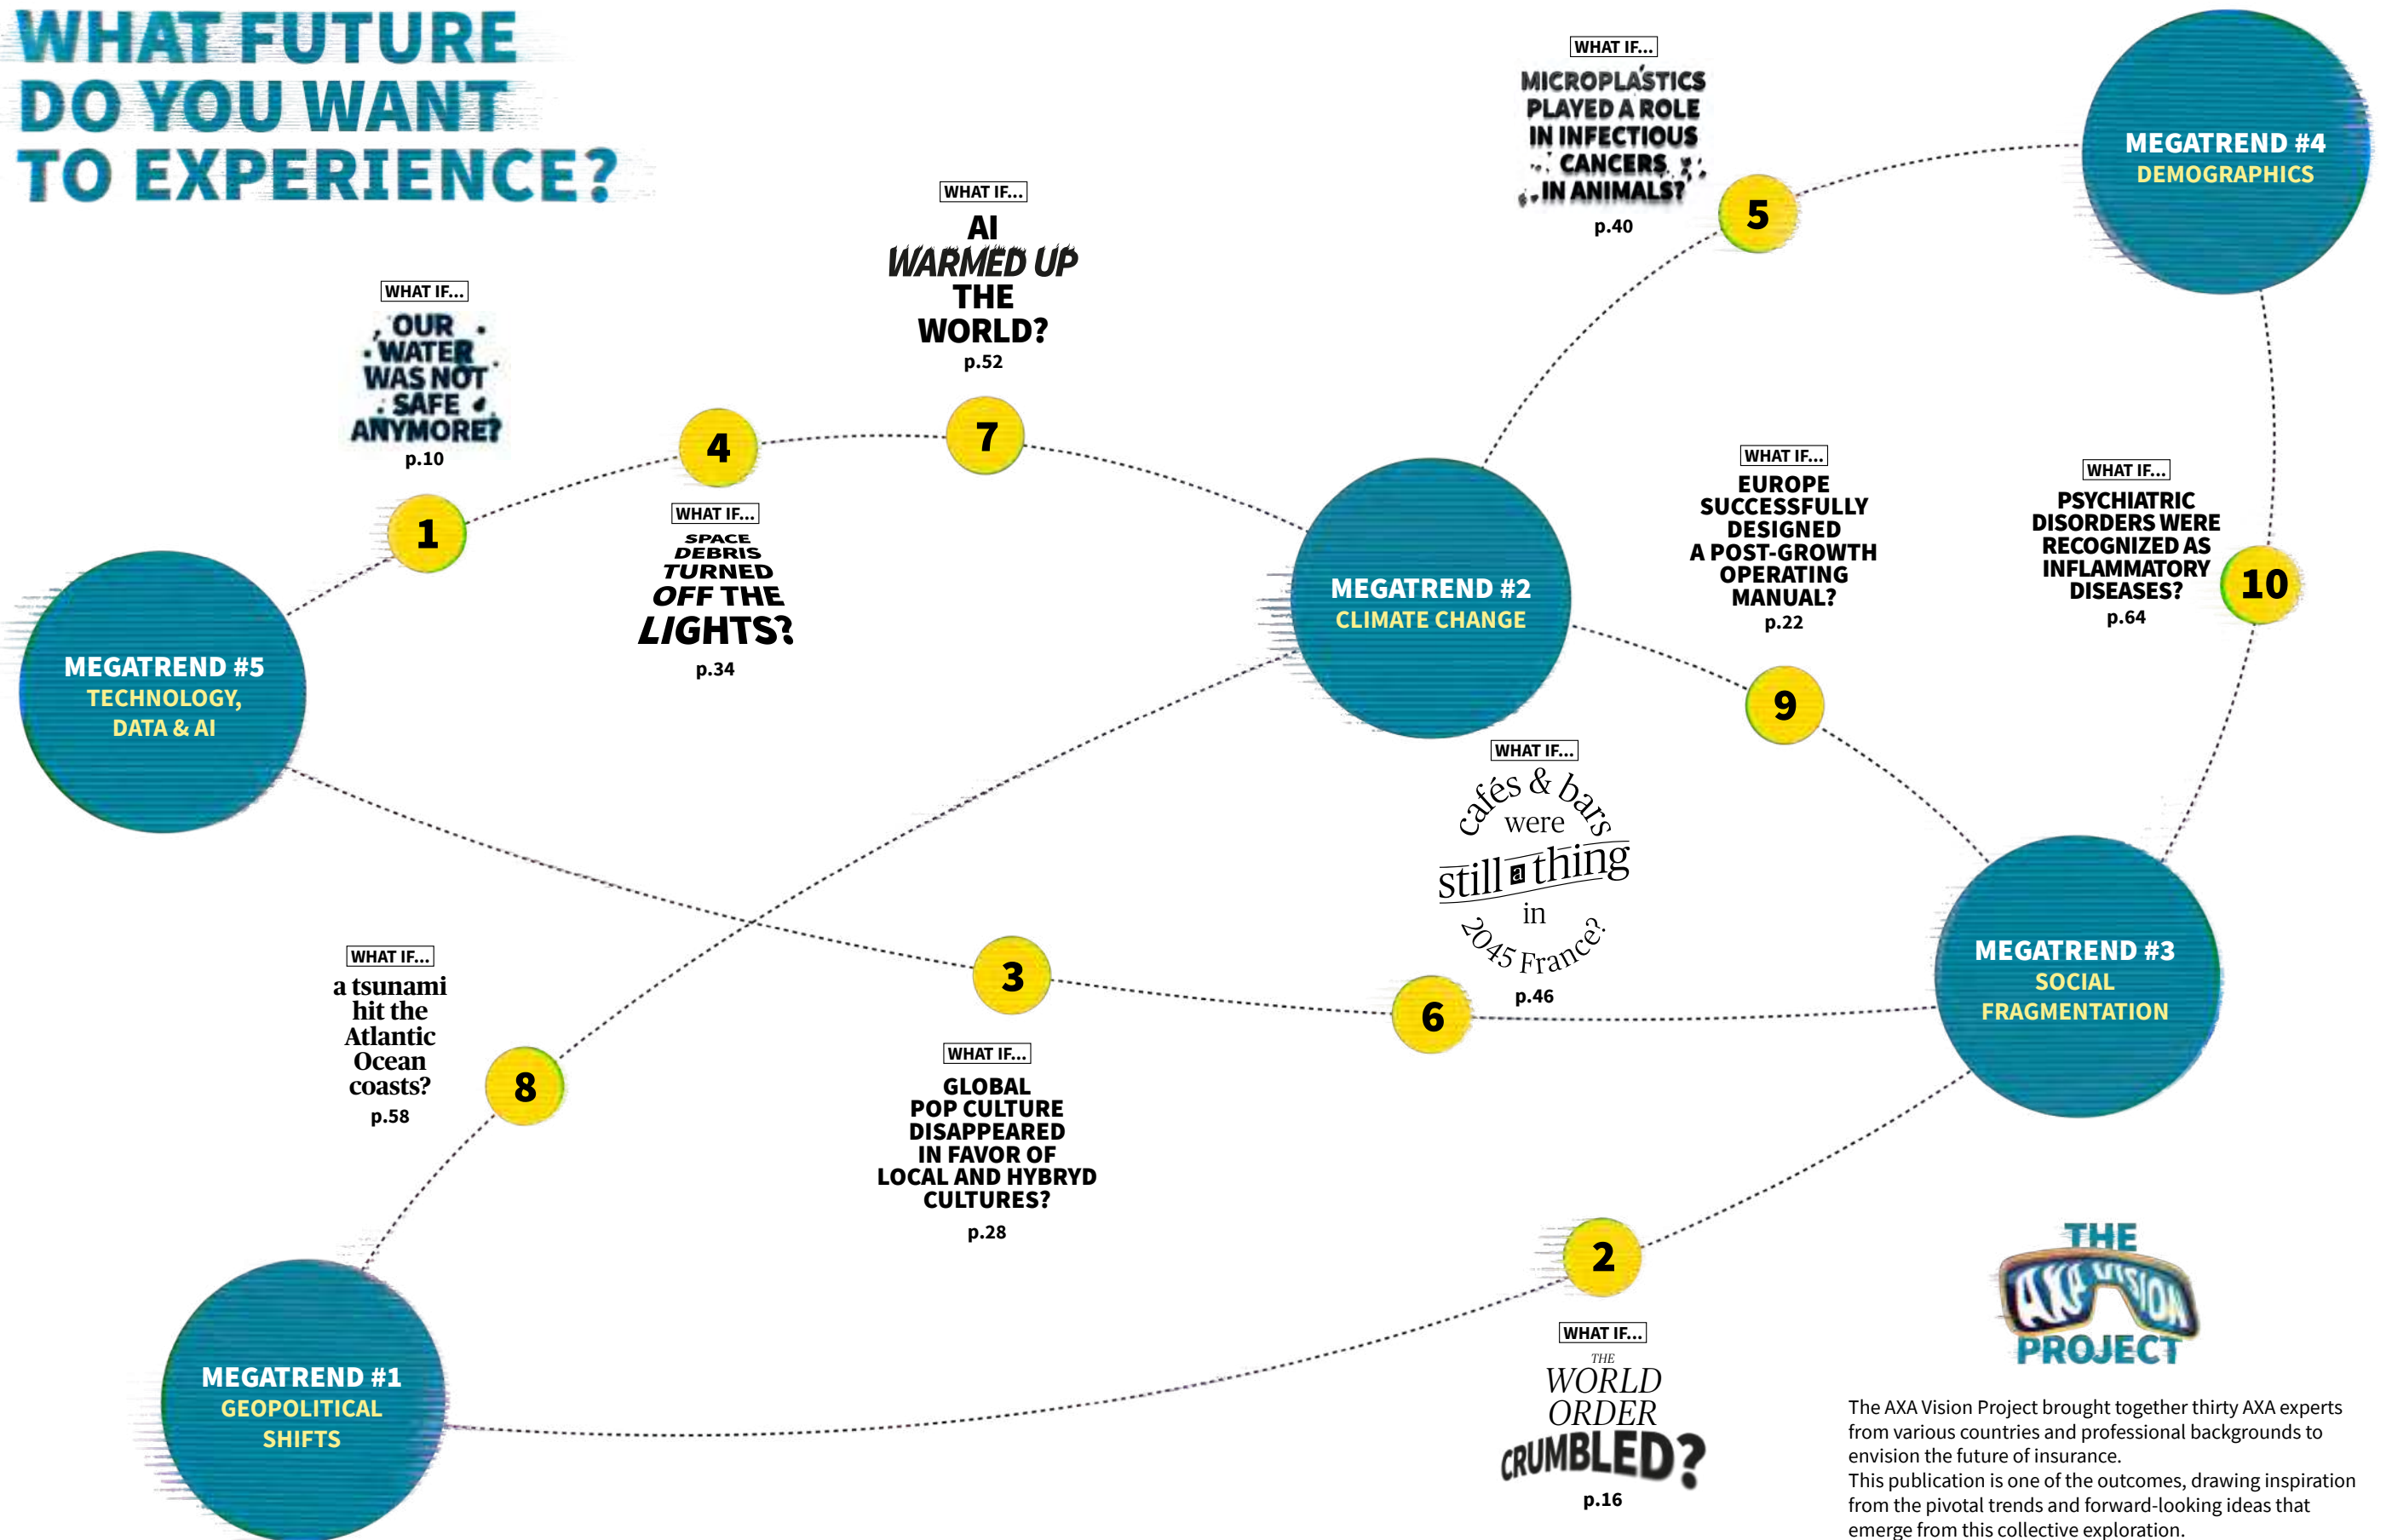 WHAT FUTURE
DO YOU WANT
TO EXPERIENCE?
WHAT IF...
OUR
WATER
WAS NOT
SAFE
ANYMORE?
p.10
1
WHAT IF...
SPACE
DEBRIS
TURNED
OFF THE
LIGHTS?
p.34
4
WHAT IF...
AI
WARMED UP
THE
WORLD?
p.52
7
WHAT IF...
MICROPLASTICS
PLAYED A ROLE
IN INFECTIOUS
CANCERS
IN ANIMALS?
p.40
5
MEGATREND #4
DEMOGRAPHICS
MEGATREND #5
TECHNOLOGY,
DATA & AI
MEGATREND #2
CLIMATE CHANGE
WHAT IF...
EUROPE
SUCCESSFULLY
DESIGNED
A POST-GROWTH
OPERATING
MANUAL?
p.22
9
WHAT IF...
PSYCHIATRIC
DISORDERS WERE
RECOGNIZED AS
INFLAMMATORY
DISEASES?
p.64
10
WHAT IF...
cafés & bars
were
still a thing
in
2045 France?
p.46
6
WHAT IF...
a tsunami
hit the
Atlantic
Ocean
coasts?
p.58
8
3
WHAT IF...
GLOBAL
POP CULTURE
DISAPPEARED
IN FAVOR OF
LOCAL AND HYBRYD
CULTURES?
p.28
MEGATREND #3
SOCIAL
FRAGMENTATION
MEGATREND #1
GEOPOLITICAL
SHIFTS
2
WHAT IF...
THE
WORLD
ORDER
CRUMBLED?
p.16
THE
AXA VISION
PROJECT
The AXA Vision Project brought together thirty AXA experts
from various countries and professional backgrounds to
envision the future of insurance.
This publication is one of the outcomes, drawing inspiration
from the pivotal trends and forward-looking ideas that
emerge from this collective exploration.